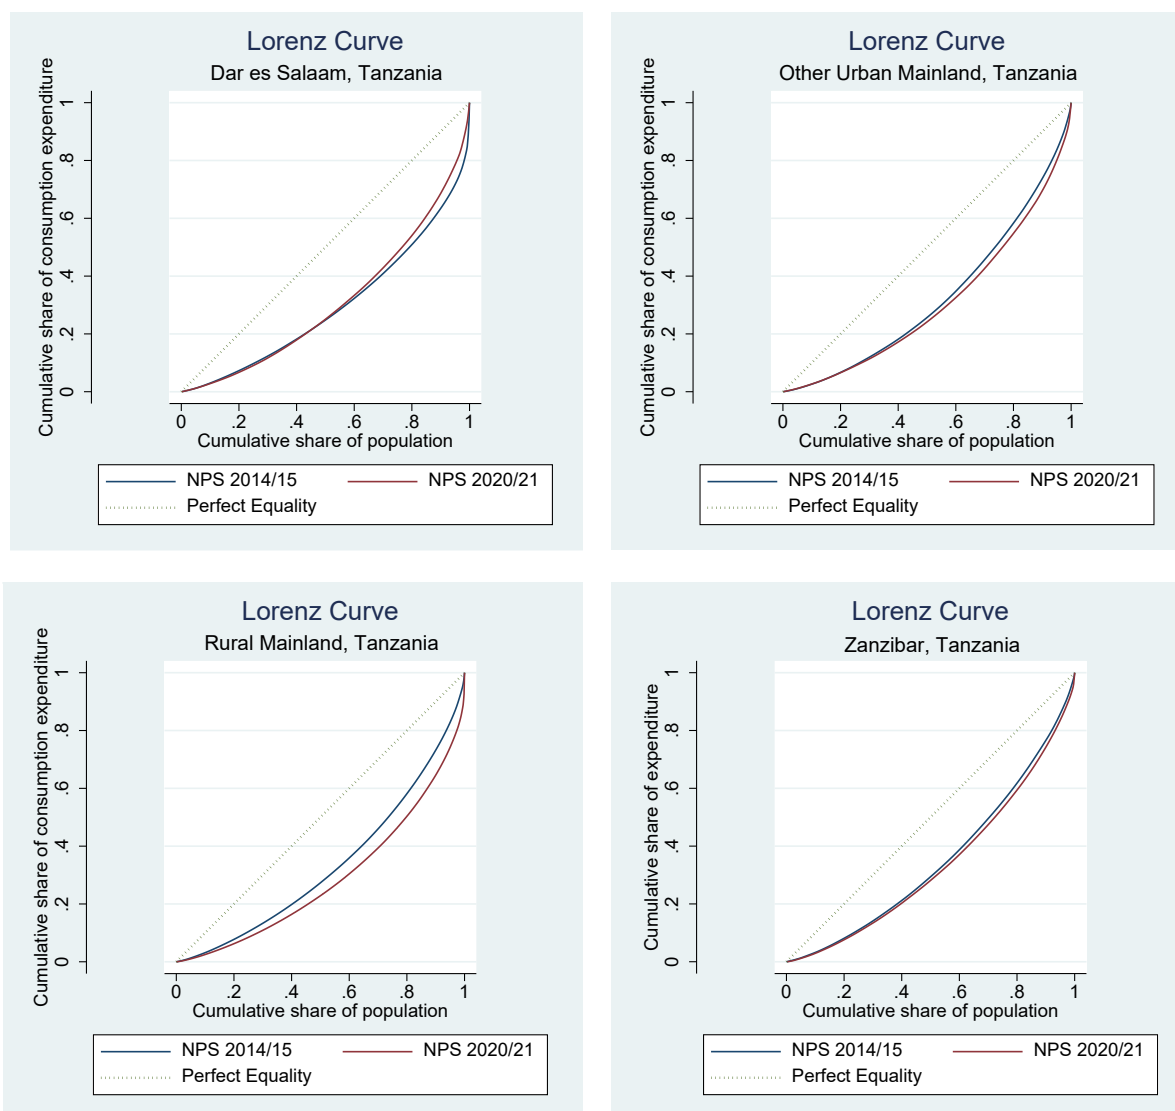 Lorenz Curve
Dar es Salaam, Tanzania
Cumulative share of consumption expenditure
1
.8
.6
.4
.2
0
0 .2 .4 .6 .8 1
Cumulative share of population
NPS 2014/15 NPS 2020/21
Perfect Equality
Lorenz Curve
Other Urban Mainland, Tanzania
Cumulative share of consumption expenditure
1
.8
.6
.4
.2
0
0 .2 .4 .6 .8 1
Cumulative share of population
NPS 2014/15 NPS 2020/21
Perfect Equality
Lorenz Curve
Rural Mainland, Tanzania
Cumulative share of consumption expenditure
1
.8
.6
.4
.2
0
0 .2 .4 .6 .8 1
Cumulative share of population
NPS 2014/15 NPS 2020/21
Perfect Equality
Lorenz Curve
Zanzibar, Tanzania
Cumulative share of expenditure
1
.8
.6
.4
.2
0
0 .2 .4 .6 .8 1
Cumulative share of population
NPS 2014/15 NPS 2020/21
Perfect Equality